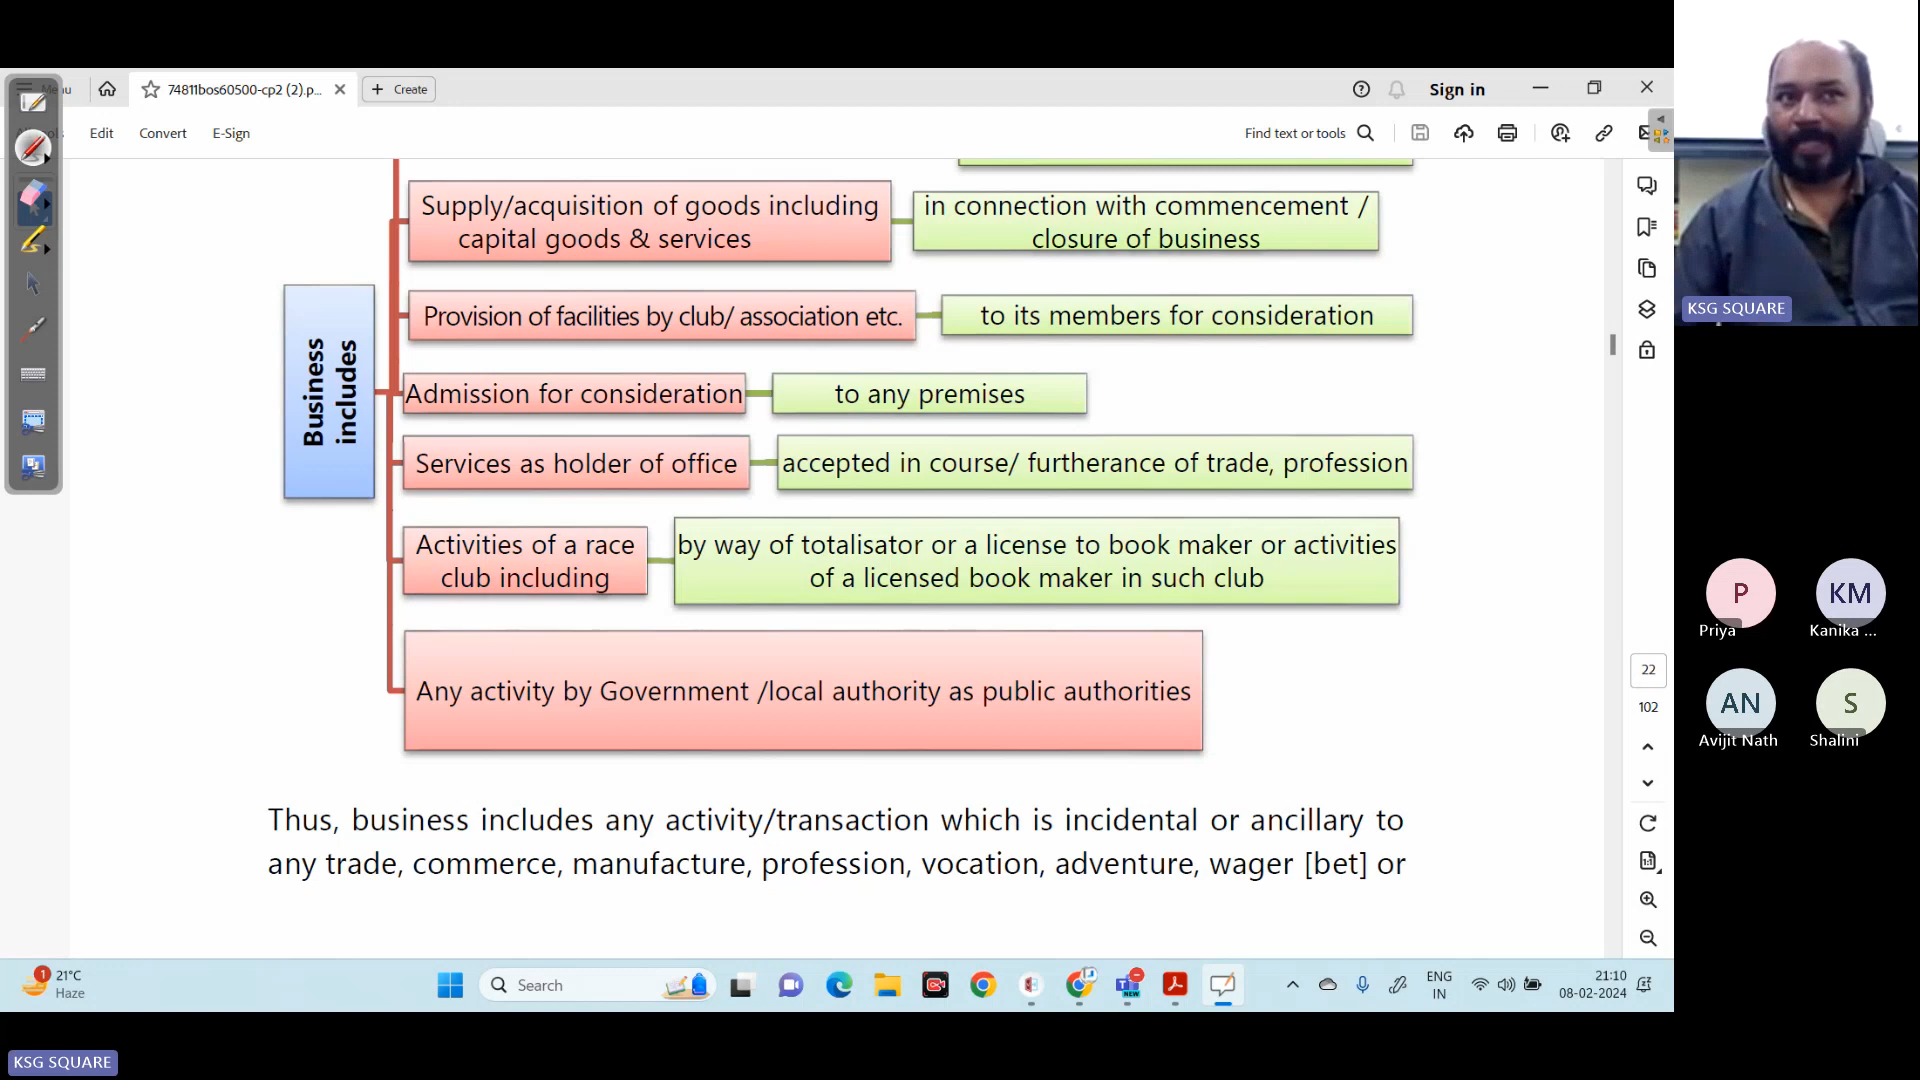 Menu
74811bos60500-cp2 (2).p...
Create
Sign in
Edit
Convert
E-Sign
Find text or tools
Supply/acquisition of goods including
capital goods & services
in connection with commencement /
closure of business
Provision of facilities by club/ association etc.
to its members for consideration
Business
includes
Admission for consideration
to any premises
Services as holder of office
accepted in course/ furtherance of trade, profession
Activities of a race
club including
by way of totalisator or a license to book maker or activities
of a licensed book maker in such club
Any activity by Government /local authority as public authorities
Thus, business includes any activity/transaction which is incidental or ancillary to
any trade, commerce, manufacture, profession, vocation, adventure, wager [bet] or
22
102
KSG SQUARE
P
Priya
KM
Kanika ...
AN
Avijit Nath
S
Shalini
1
21°C
Haze
Search
NEW
ENG
IN
21:10
08-02-2024
KSG SQUARE